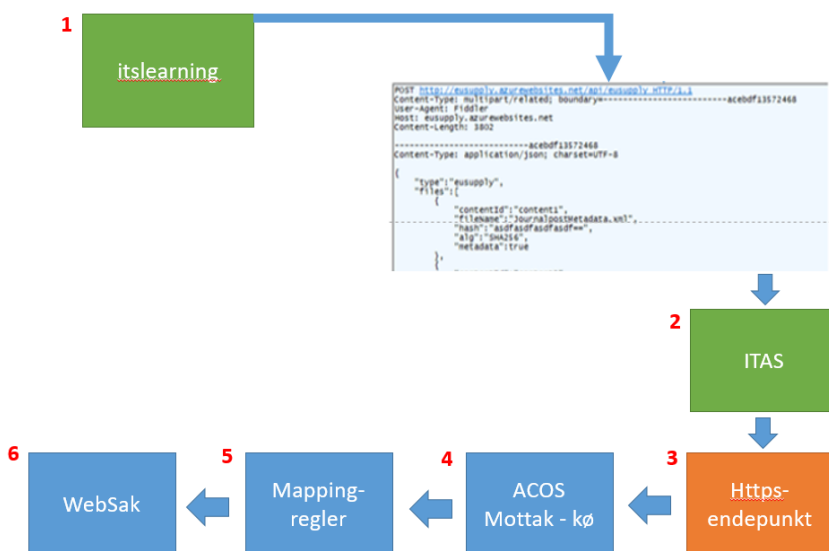 1
itslearning
POST http://eusupply.azurewebsites.net/api/eusupply HTTP/1.1
Content-Type: multipart/related; boundary=---------------------------acebdf13572468
User-Agent: Fiddler
Host: eusupply.azurewebsites.net
Content-Length: 3802
---------------------------acebdf13572468
Content-Type: application/json; charset=UTF-8
{
"type":"eusupply",
"files":[
{
"contentId":"content1",
"fileName":"JournalpostMetadata.xml",
"hash":"asdfasdfasdfasdf==",
"alg":"SHA256",
"metadata":true
},
{
2
ITAS
3
Https-
endepunkt
4
ACOS
Mottak - kø
5
Mapping-
regler
6
WebSak